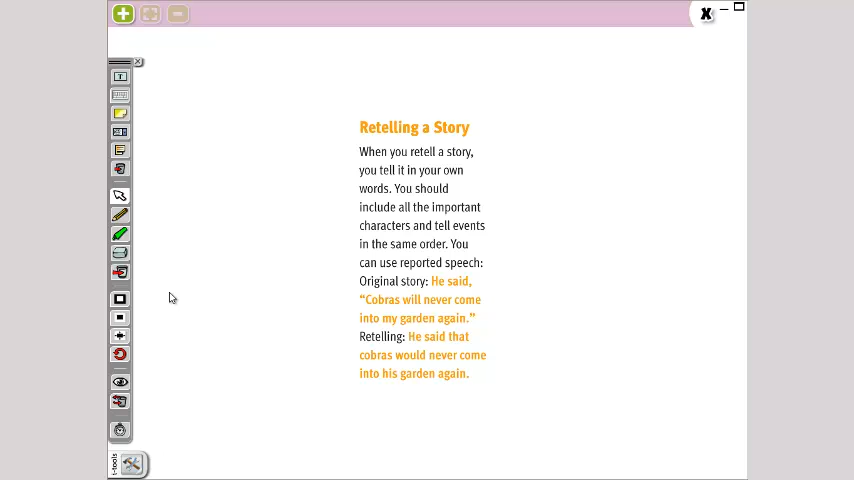 Retelling a Story
When you retell a story,
you tell it in your own
words. You should
include all the important
characters and tell events
in the same order. You
can use reported speech:
Original story: He said,
“Cobras will never come
into my garden again.”
Retelling: He said that
cobras would never come
into his garden again.
i-tools